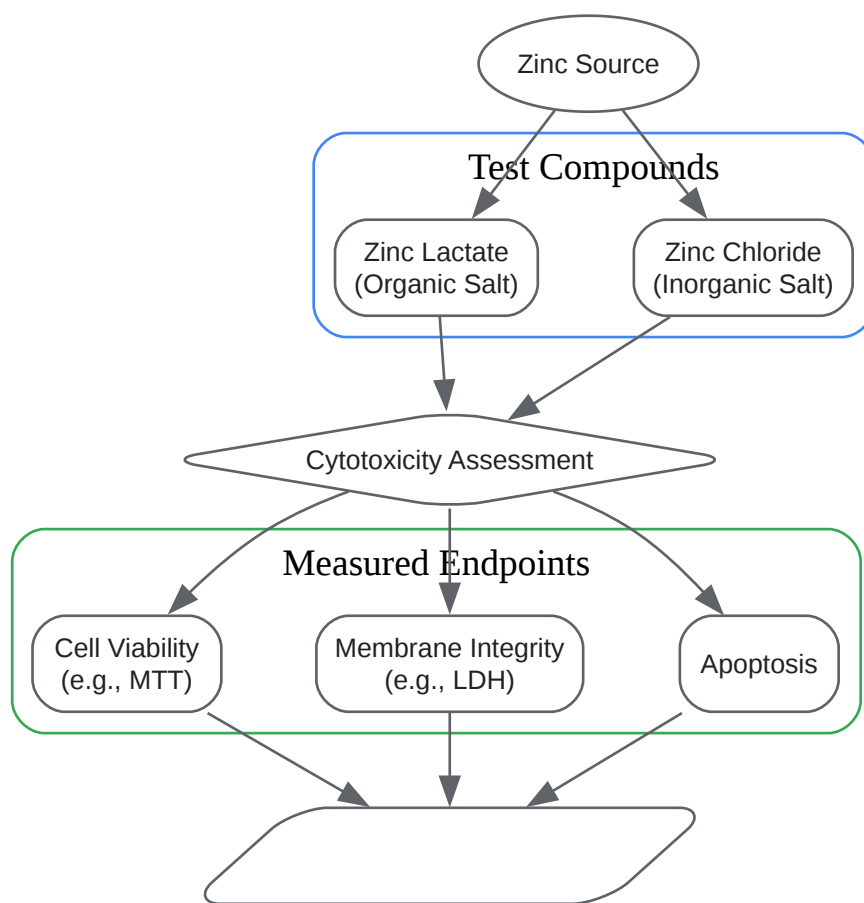 Zinc Source
Test Compounds
Zinc Lactate
(Organic Salt)
Zinc Chloride
(Inorganic Salt)
Cytotoxicity Assessment
Measured Endpoints
Cell Viability
(e.g., MTT)
Membrane Integrity
(e.g., LDH)
Apoptosis